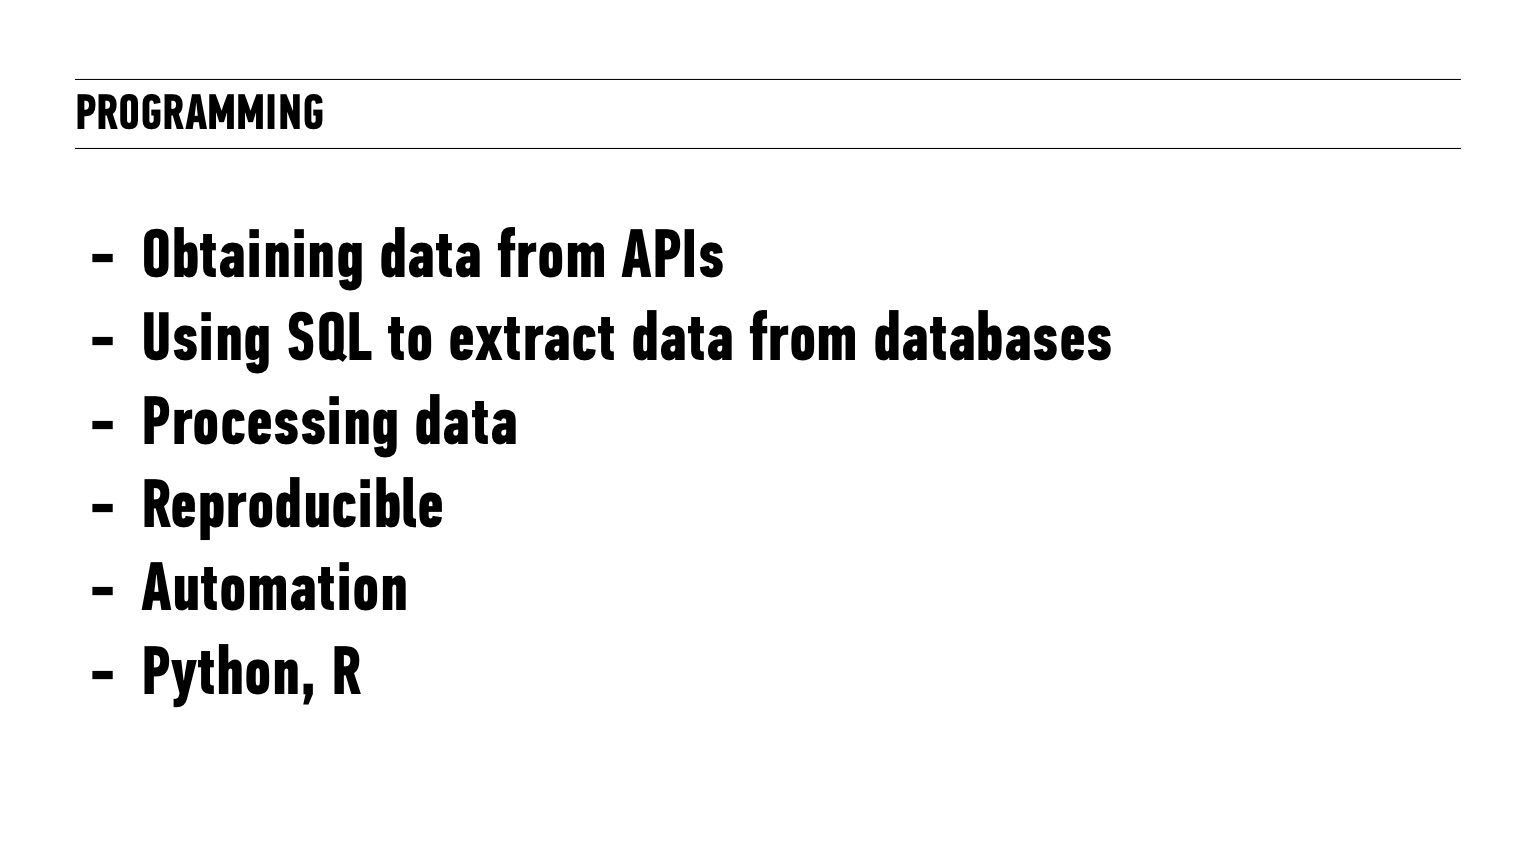 PROGRAMMING
- Obtaining data from APIs
- Using SQL to extract data from databases
- Processing data
- Reproducible
- Automation
- Python, R